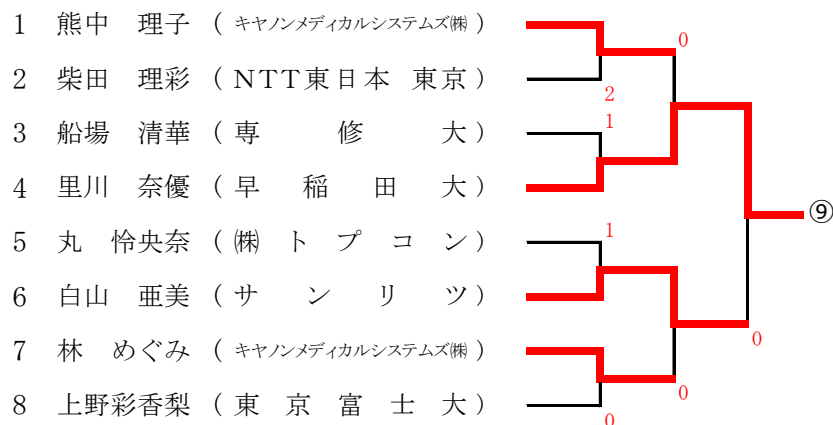 1 熊中 理子 ( キヤノンメディカルシステムズ㈱ ) 0
2 柴田 理彩 ( NTT東日本 東京 ) 2
3 船場 清華 ( 専 修 大 ) 1
4 里川 奈優 ( 早 稲 田 大 ) ⑨
5 丸 怜央奈 ( ㈱ ト プ コ ン ) 1
6 白山 亜美 ( サ ン リ ツ ) 0
7 林 めぐみ ( キヤノンメディカルシステムズ㈱ ) 0
8 上野彩香梨 ( 東 京 富 士 大 ) 0